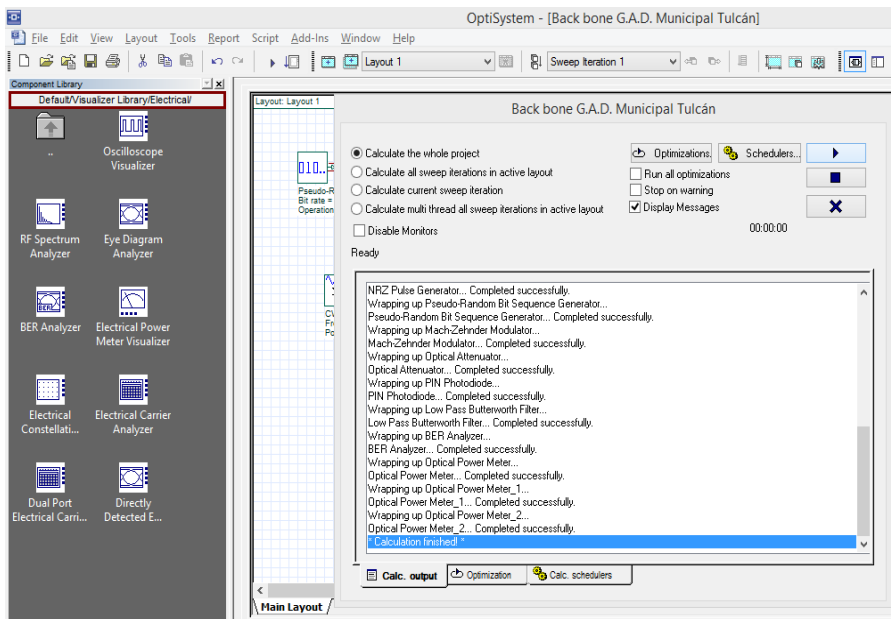 OptiSystem - [Back bone G.A.D. Municipal Tulcán]
File Edit View Layout Tools Report Script Add-Ins Window Help
Layout 1
Sweep Iteration 1
Component Library
Default/Visualizer Library/Electrical/
..
Oscilloscope Visualizer
RF Spectrum Analyzer
Eye Diagram Analyzer
BER Analyzer
Electrical Power Meter Visualizer
Electrical Constellati...
Electrical Carrier Analyzer
Dual Port Electrical Carri...
Directly Detected E...
Layout: Layout 1
010..
Pseudo-R
Bit rate =
Operation
CV
Fr
Po
Main Layout
Back bone G.A.D. Municipal Tulcán
Calculate the whole project
Calculate all sweep iterations in active layout
Calculate current sweep iteration
Calculate multi thread all sweep iterations in active layout
Disable Monitors
Ready
Optimizations.
Schedulers...
Run all optimizations
Stop on warning
Display Messages
00:00:00
NRZ Pulse Generator... Completed successfully.
Wrapping up Pseudo-Random Bit Sequence Generator...
Pseudo-Random Bit Sequence Generator... Completed successfully.
Wrapping up Mach-Zehnder Modulator...
Mach-Zehnder Modulator... Completed successfully.
Wrapping up Optical Attenuator...
Optical Attenuator... Completed successfully.
Wrapping up PIN Photodiode...
PIN Photodiode... Completed successfully.
Wrapping up Low Pass Butterworth Filter...
Low Pass Butterworth Filter... Completed successfully.
Wrapping up BER Analyzer...
BER Analyzer... Completed successfully.
Wrapping up Optical Power Meter...
Optical Power Meter... Completed successfully.
Wrapping up Optical Power Meter_1...
Optical Power Meter_1... Completed successfully.
Wrapping up Optical Power Meter_2...
Optical Power Meter_2... Completed successfully.
* Calculation finished! *
Calc. output
Optimization
Calc. schedulers